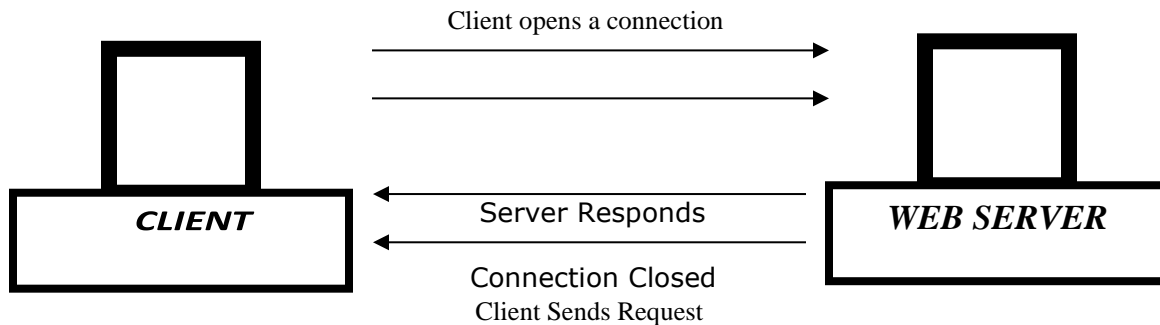 Client opens a connection
CLIENT
Server Responds
WEB SERVER
Connection Closed
Client Sends Request